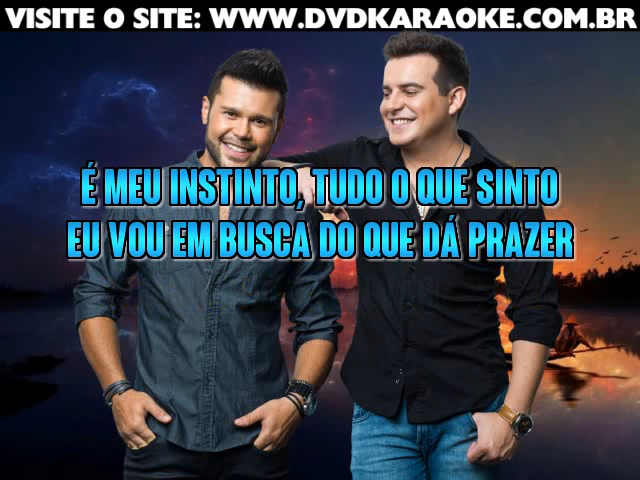 VISITE O SITE: WWW.DVDKARAOKE.COM.BR
É MEU INSTINTO, TUDO O QUE SINTO
EU VOU EM BUSCA DO QUE DÁ PRAZER